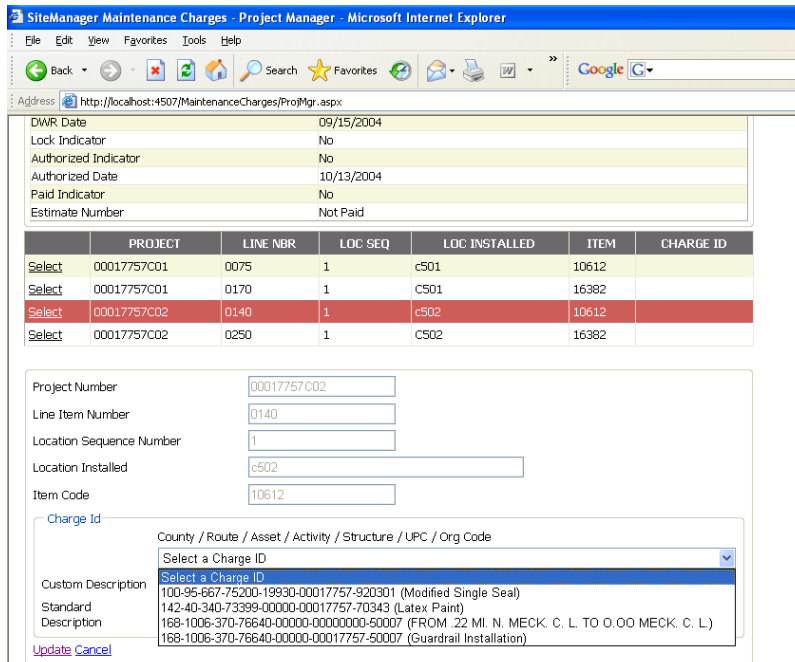 SiteManager Maintenance Charges - Project Manager - Microsoft Internet Explorer
File Edit View Favorites Tools Help
Back Search Favorites W » Google G
Address http://localhost:4507/MaintenanceCharges/ProjMgr.aspx
DWR Date 09/15/2004
Lock Indicator No
Authorized Indicator No
Authorized Date 10/13/2004
Paid Indicator No
Estimate Number Not Paid
PROJECT LINE NBR LOC SEQ LOC INSTALLED ITEM CHARGE ID
Select 00017757C01 0075 1 c501 10612
Select 00017757C01 0170 1 C501 16382
Select 00017757C02 0140 1 c502 10612
Select 00017757C02 0250 1 C502 16382
Project Number 00017757C02
Line Item Number 0140
Location Sequence Number 1
Location Installed c502
Item Code 10612
Charge Id
County / Route / Asset / Activity / Structure / UPC / Org Code
Select a Charge ID
Select a Charge ID
100-95-667-75200-19930-00017757-920301 (Modified Single Seal)
Custom Description
142-40-340-73399-00000-00017757-70343 (Latex Paint)
Standard Description
168-1006-370-76640-00000-00000000-50007 (FROM .22 MI. N. MECK. C. L. TO O.OO MECK. C. L.)
168-1006-370-76640-00000-00017757-50007 (Guardrail Installation)
Update Cancel